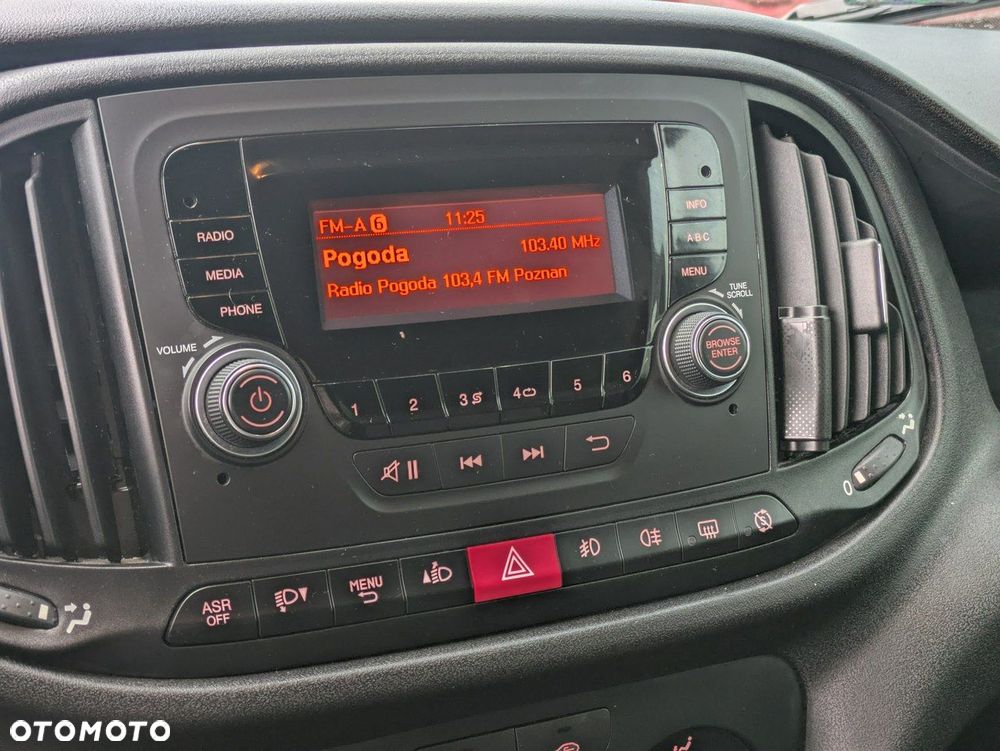 FM-A 6 11:25
Pogoda 103.40 MHz
Radio Pogoda 103,4 FM Poznan
RADIO
MEDIA
PHONE
INFO
ABC
MENU
VOLUME
TUNE
SCROLL
BROWSE
ENTER
1 2 3 4 5 6
0
ASR
OFF
MENU
OTOMOTO